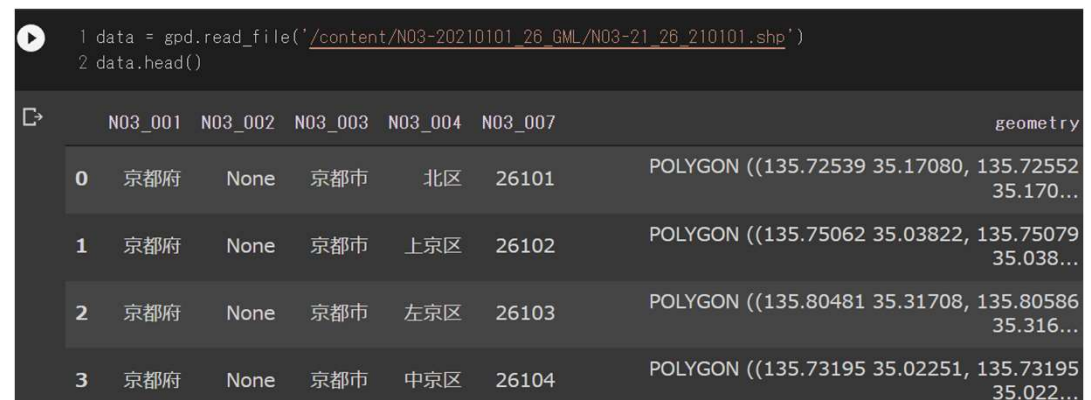 1 data = gpd.read_file('/content/N03-20210101_26_GML/N03-21_26_210101.shp')
2 data.head()
N03_001 N03_002 N03_003 N03_004 N03_007 geometry
0 京都府 None 京都市 北区 26101 POLYGON ((135.72539 35.17080, 135.72552
35.170...
1 京都府 None 京都市 上京区 26102 POLYGON ((135.75062 35.03822, 135.75079
35.038...
2 京都府 None 京都市 左京区 26103 POLYGON ((135.80481 35.31708, 135.80586
35.316...
3 京都府 None 京都市 中京区 26104 POLYGON ((135.73195 35.02251, 135.73195
35.022...